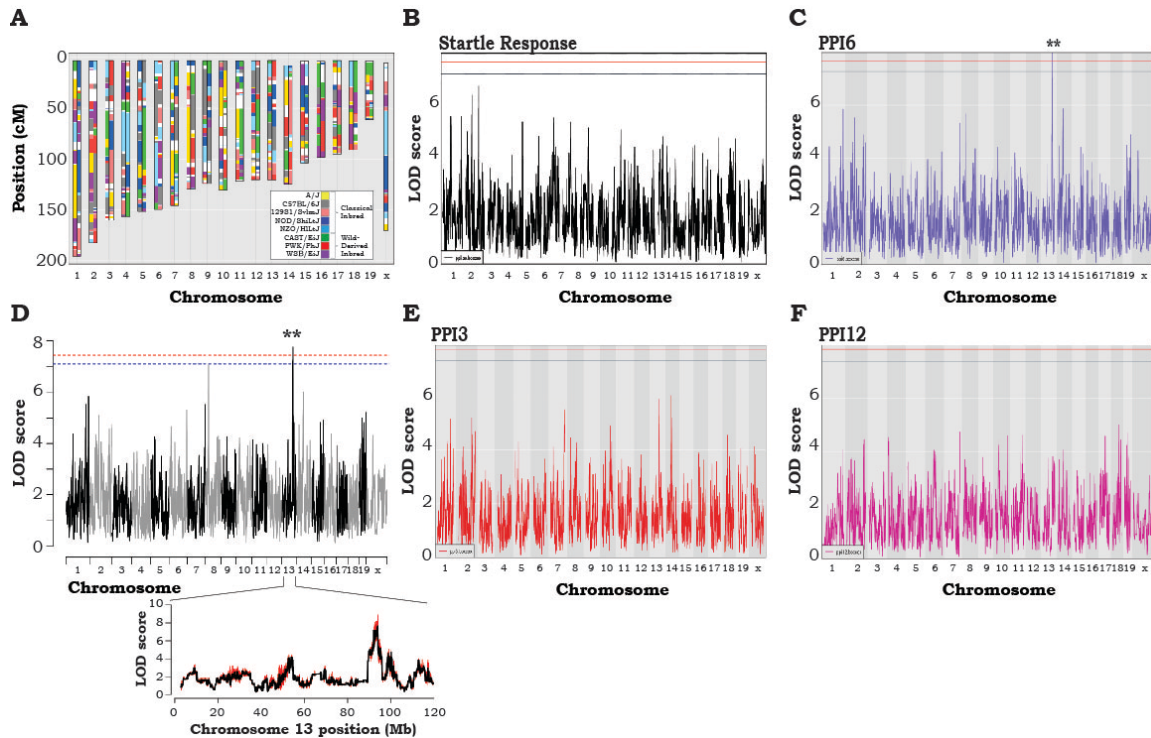 A
Position (cM)
0
50
100
150
200
A/J
C57BL/6J
129S1/SvImJ
NOD/ShiLtJ
NZO/HlLtJ
CAST/EiJ
PWK/PhJ
WSB/EiJ
Classical
Inbred
Wild-
Derived
Inbred
1 2 3 4 5 6 7 8 9 10 11 12 13 14 15 16 17 18 19 x
Chromosome
B
Startle Response
LOD score
6
4
2
0
1 2 3 4 5 6 7 8 9 10 11 12 13 14 15 16 17 18 19 x
Chromosome
C
PPI6
**
LOD score
6
4
2
0
1 2 3 4 5 6 7 8 9 10 11 12 13 14 15 16 17 18 19 x
Chromosome
D
**
LOD score
8
6
4
2
0
1 2 3 4 5 6 7 8 9 10 11 12 13 14 15 16 17 18 19 x
Chromosome
LOD score
10
8
6
4
2
0
0 20 40 60 80 100 120
Chromosome 13 position (Mb)
E
PPI3
LOD score
6
4
2
0
1 2 3 4 5 6 7 8 9 10 11 12 13 14 15 16 17 18 19 x
Chromosome
F
PPI12
LOD score
6
4
2
0
1 2 3 4 5 6 7 8 9 10 11 12 13 14 15 16 17 18 19 x
Chromosome